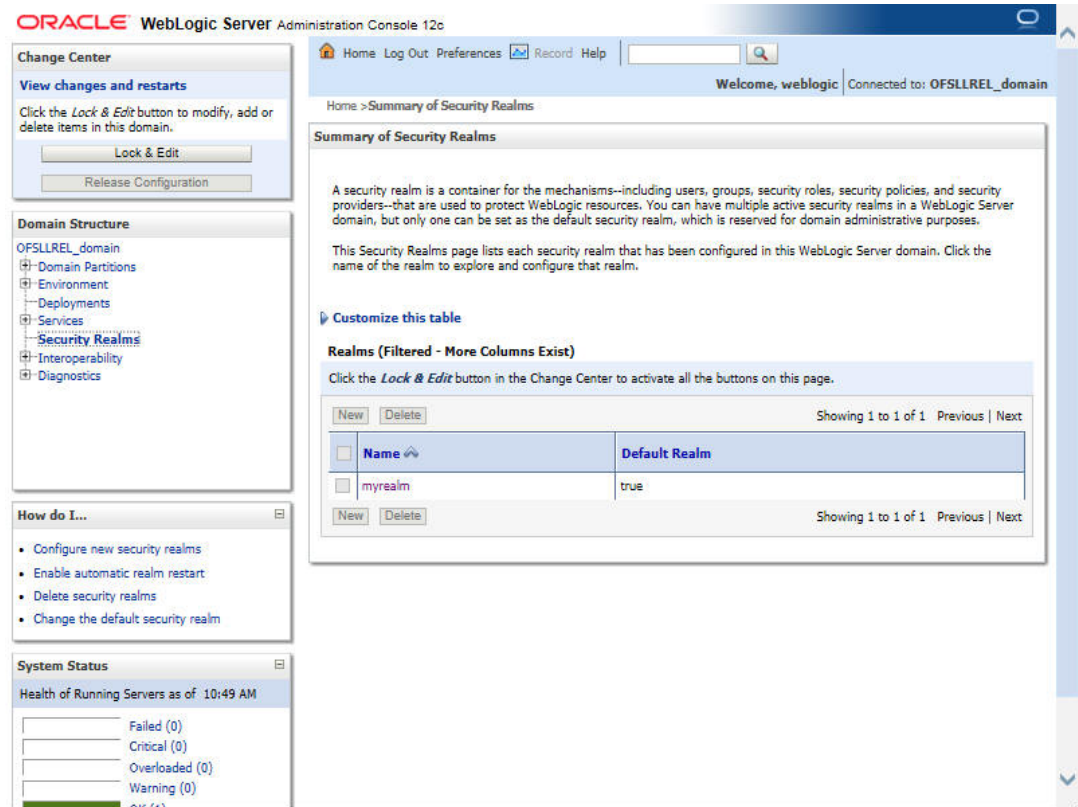 ORACLE WebLogic Server Administration Console 12c
Change Center
View changes and restarts
Click the Lock & Edit button to modify, add or
delete items in this domain.
Lock & Edit
Release Configuration
Domain Structure
OFSLLREL_domain
Domain Partitions
Environment
Deployments
Services
Security Realms
Interoperability
Diagnostics
How do I...
Configure new security realms
Enable automatic realm restart
Delete security realms
Change the default security realm
System Status
Health of Running Servers as of 10:49 AM
Failed (0)
Critical (0)
Overloaded (0)
Warning (0)
Home Log Out Preferences Record Help
Welcome, weblogic Connected to: OFSLLREL_domain
Home >Summary of Security Realms
Summary of Security Realms
A security realm is a container for the mechanisms--including users, groups, security roles, security policies, and security
providers--that are used to protect WebLogic resources. You can have multiple active security realms in a WebLogic Server
domain, but only one can be set as the default security realm, which is reserved for domain administrative purposes.
This Security Realms page lists each security realm that has been configured in this WebLogic Server domain. Click the
name of the realm to explore and configure that realm.
Customize this table
Realms (Filtered - More Columns Exist)
Click the Lock & Edit button in the Change Center to activate all the buttons on this page.
New Delete Showing 1 to 1 of 1 Previous | Next
Name Default Realm
myrealm true
New Delete Showing 1 to 1 of 1 Previous | Next